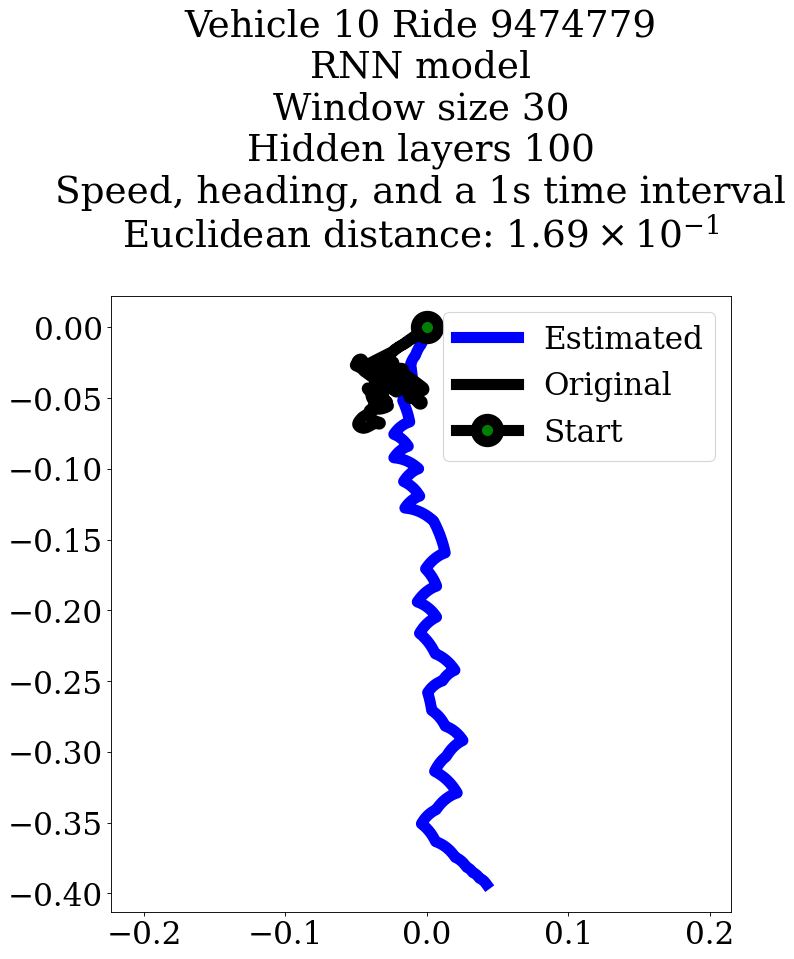 Vehicle 10 Ride 9474779
RNN model
Window size 30
Hidden layers 100
Speed, heading, and a 1s time interval
Euclidean distance: 1.69 × 10⁻¹
Estimated
Original
Start
0.00
−0.05
−0.10
−0.15
−0.20
−0.25
−0.30
−0.35
−0.40
−0.2 −0.1 0.0 0.1 0.2